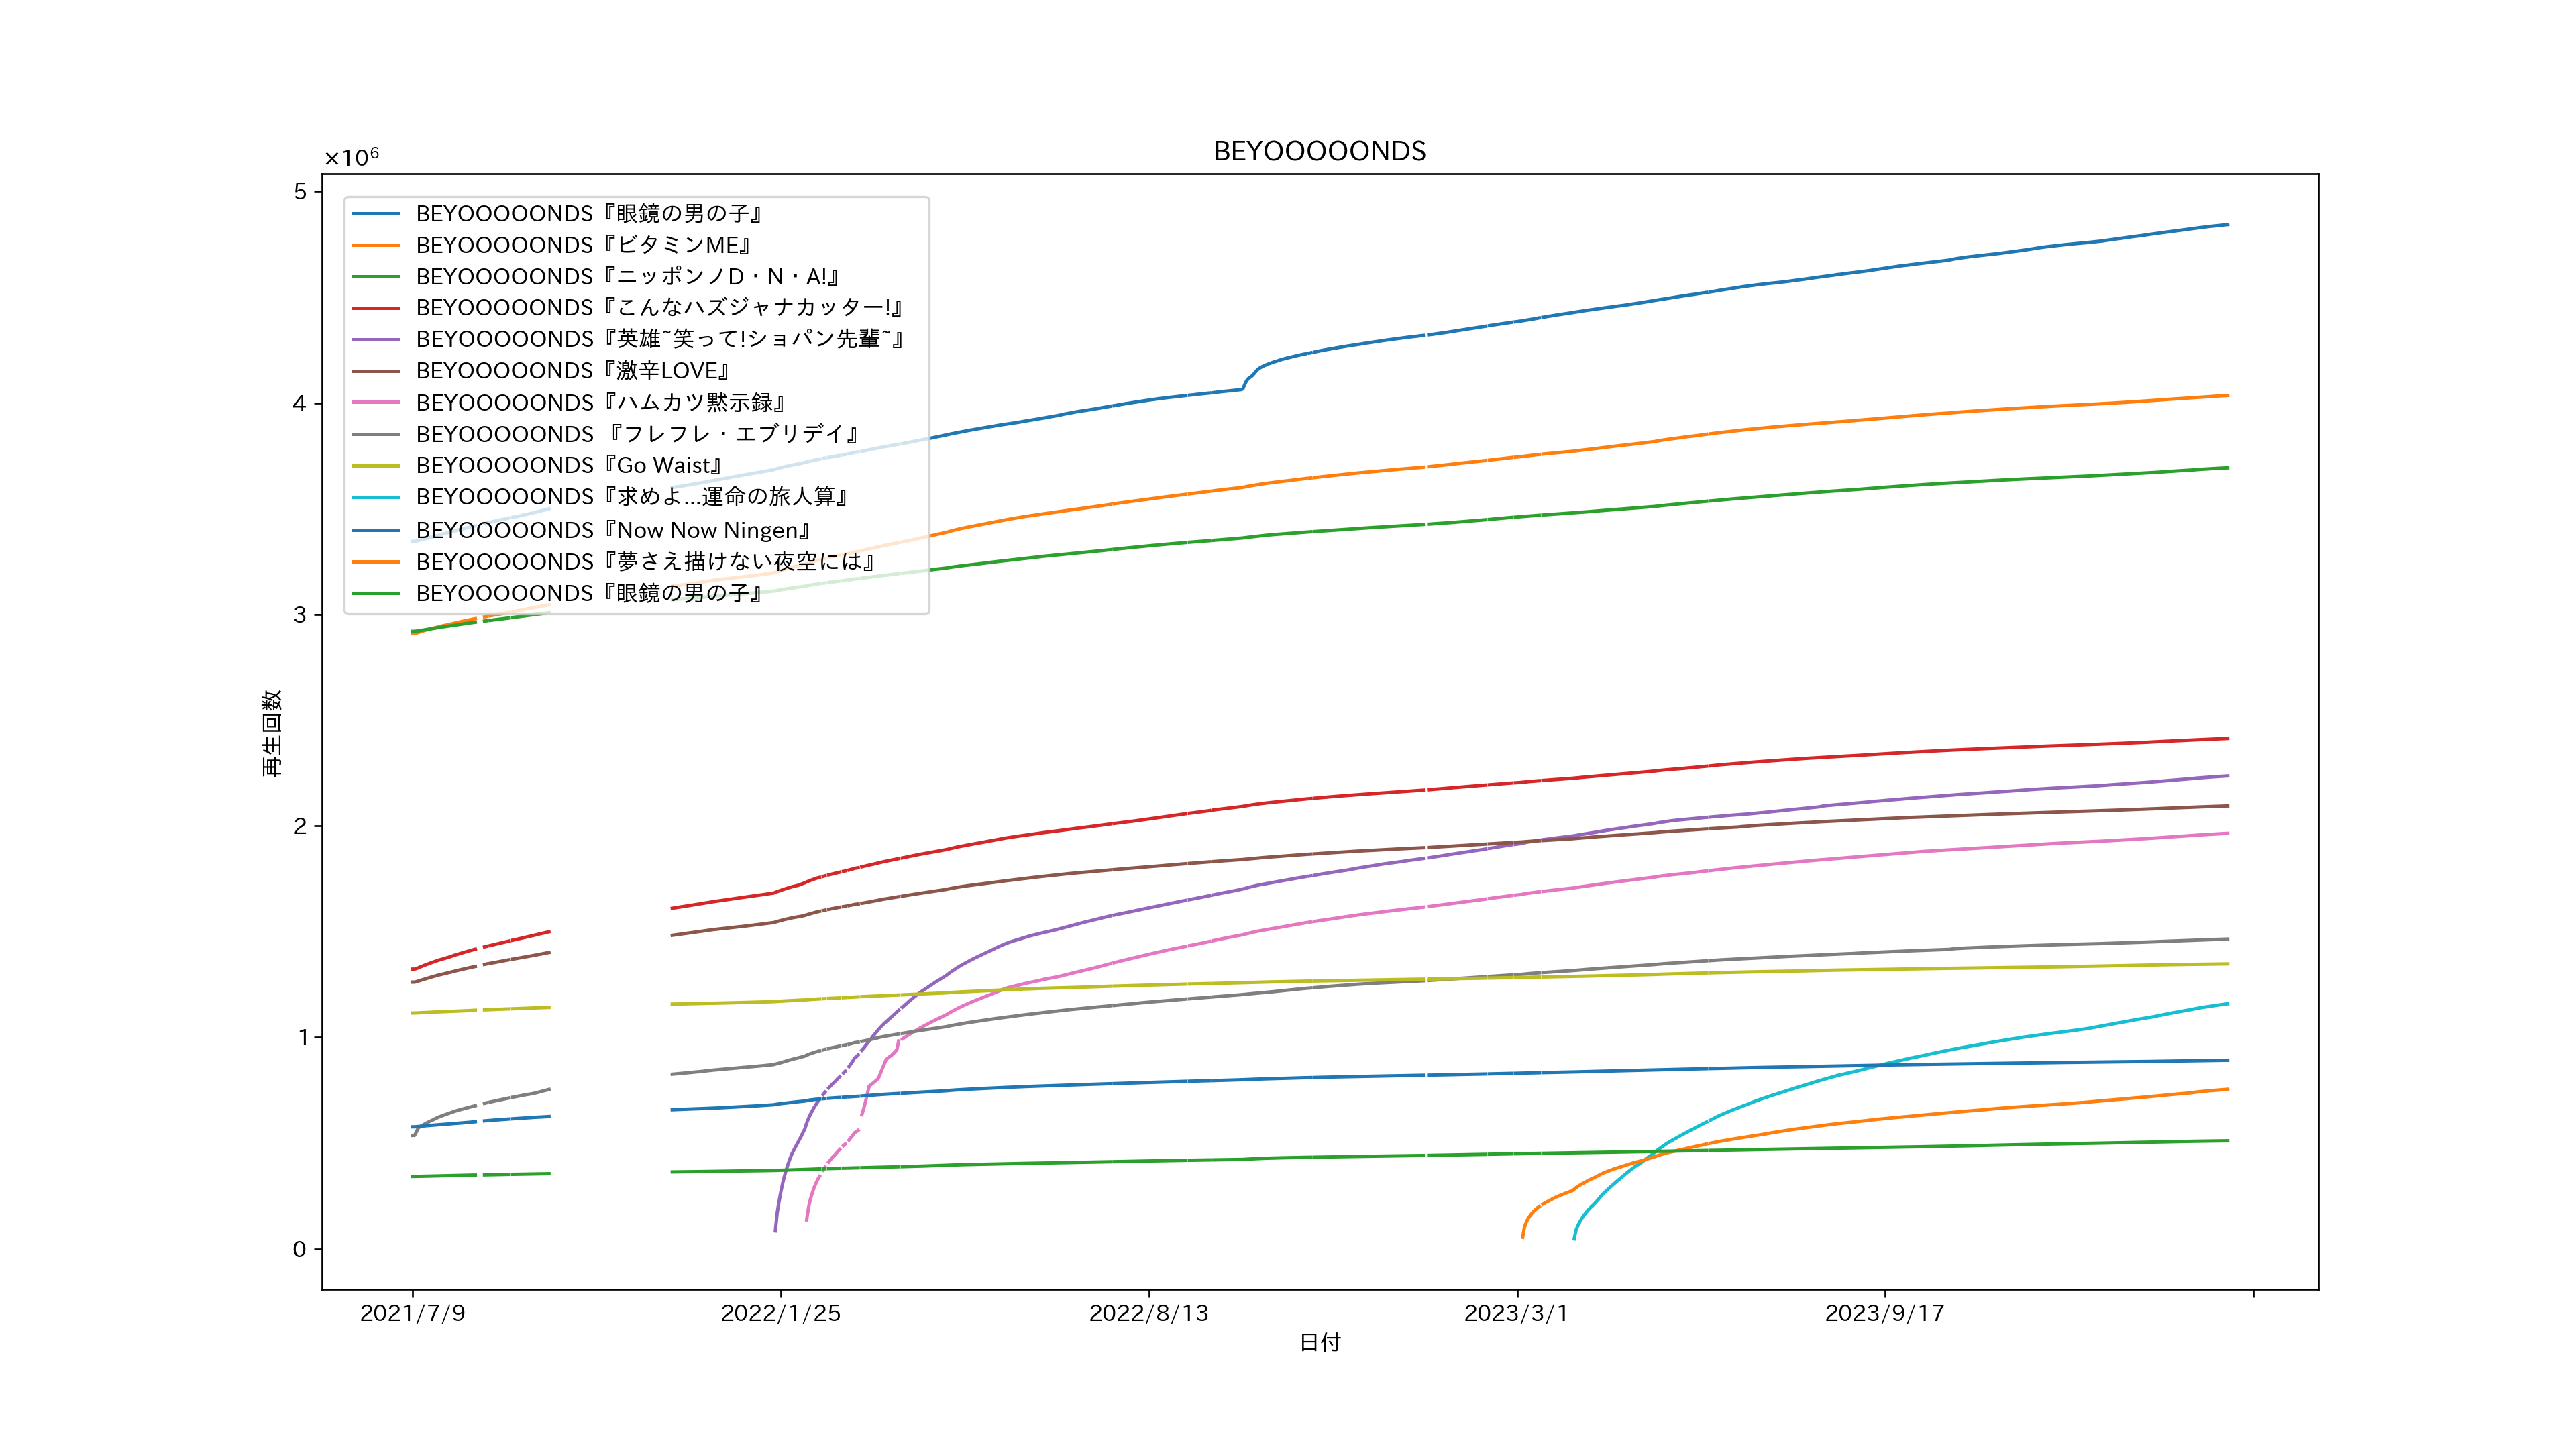 BEYOOOOONDS
×10⁶
5
4
3
2
1
0
再生回数
BEYOOOOONDS『眼鏡の男の子』
BEYOOOOONDS『ビタミンME』
BEYOOOOONDS『ニッポンノD・N・A!』
BEYOOOOONDS『こんなハズジャナカッター!』
BEYOOOOONDS『英雄~笑って!ショパン先輩~』
BEYOOOOONDS『激辛LOVE』
BEYOOOOONDS『ハムカツ黙示録』
BEYOOOOONDS 『フレフレ・エブリデイ』
BEYOOOOONDS『Go Waist』
BEYOOOOONDS『求めよ...運命の旅人算』
BEYOOOOONDS『Now Now Ningen』
BEYOOOOONDS『夢さえ描けない夜空には』
BEYOOOOONDS『眼鏡の男の子』
2021/7/9
2022/1/25
2022/8/13
2023/3/1
2023/9/17
日付